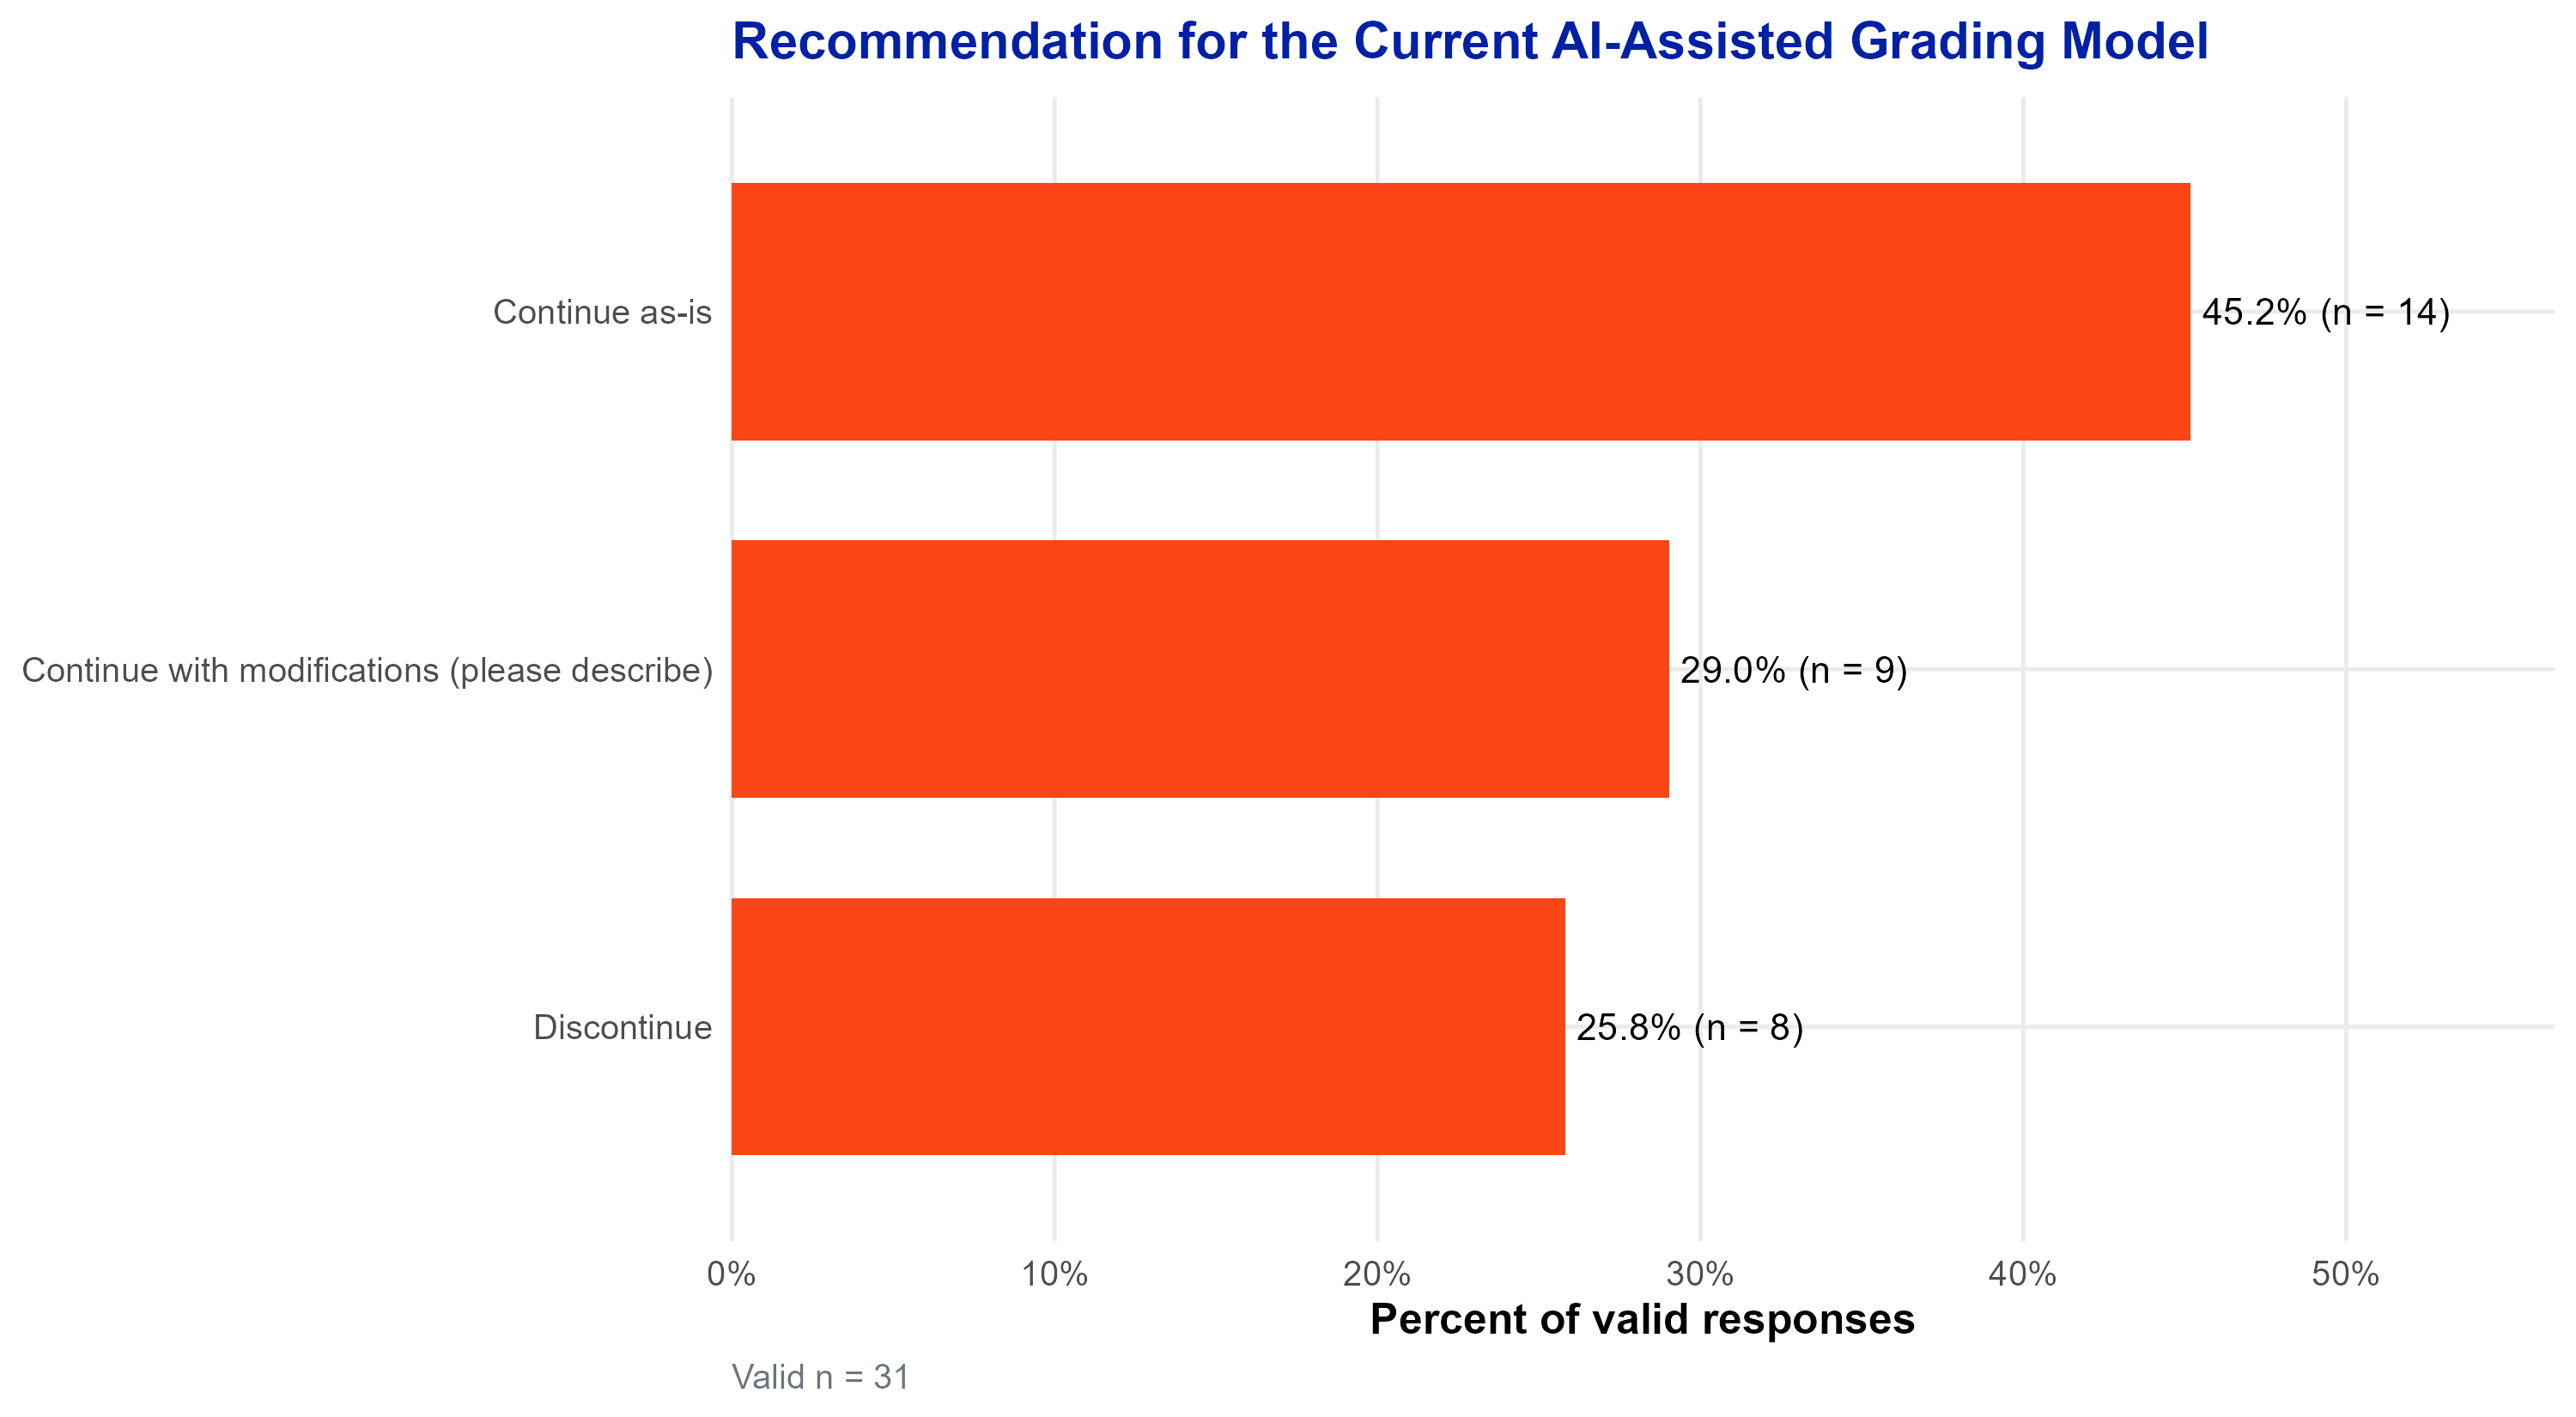 Recommendation for the Current AI-Assisted Grading Model
Continue as-is
45.2% (n = 14)
Continue with modifications (please describe)
29.0% (n = 9)
Discontinue
25.8% (n = 8)
0%
10%
20%
30%
40%
50%
Percent of valid responses
Valid n = 31